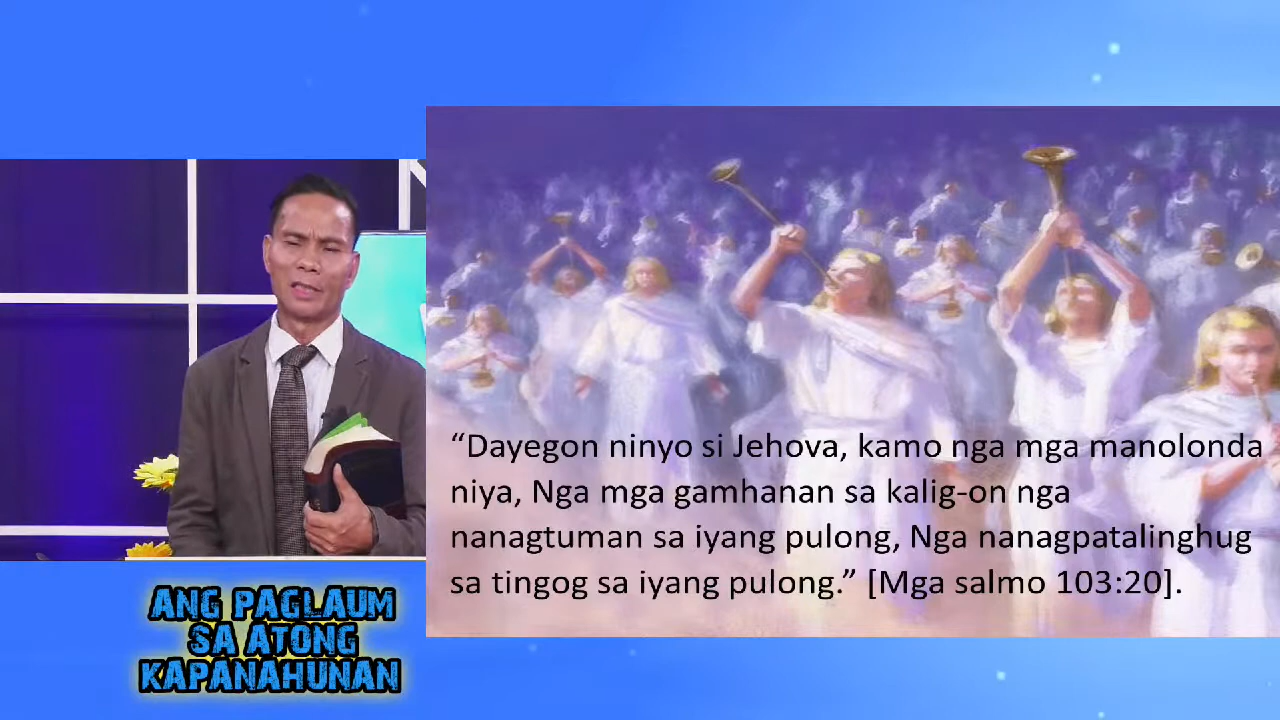 “Dayegon ninyo si Jehova, kamo nga mga manolonda
niya, Nga mga gamhanan sa kalig-on nga
nanagtuman sa iyang pulong, Nga nanagpatalinghug
sa tingog sa iyang pulong.” [Mga salmo 103:20].
ANG PAGLAUM
SA ATONG
KAPANAHUNAN